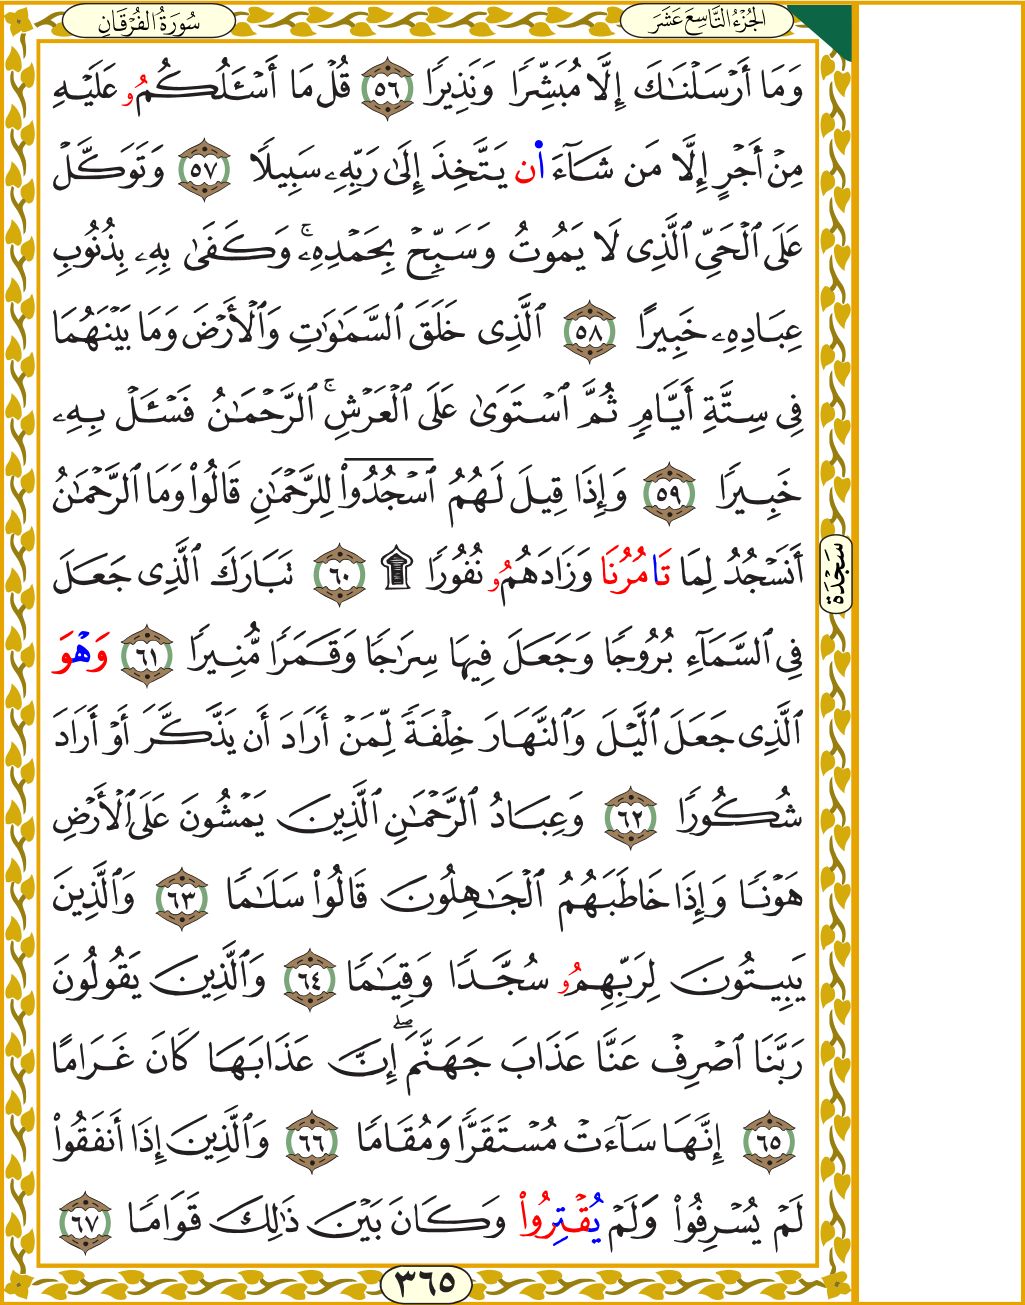 الجُزْءُ التَّاسِعَ عَشَرَ
سُورَةُ الفُرْقَانِ
وَمَآ أَرۡسَلۡنَٰكَ إِلَّا مُبَشِّرٗا وَنَذِيرٗا ٥٦ قُلۡ مَا أَسۡـَٔلُكُمُو عَلَيۡهِ
مِنۡ أَجۡرٍ إِلَّا مَن شَآءَ اَن يَتَّخِذَ إِلَىٰ رَبِّهِۦ سَبِيلٗا ٥٧ وَتَوَكَّلۡ
عَلَى ٱلۡحَيِّ ٱلَّذِى لَا يَمُوتُ وَسَبِّحۡ بِحَمۡدِهِۦۚ وَكَفَىٰ بِهِۦ بِذُنُوبِ
عِبَادِهِۦ خَبِيرًا ٥٨ ٱلَّذِى خَلَقَ ٱلسَّمَٰوَٰتِ وَٱلۡأَرۡضَ وَمَا بَيۡنَهُمَا
فِى سِتَّةِ أَيَّامٖ ثُمَّ ٱسۡتَوَىٰ عَلَى ٱلۡعَرۡشِۚ ٱلرَّحۡمَٰنُ فَسۡـَٔلۡ بِهِۦ
خَبِيرٗا ٥٩ وَإِذَا قِيلَ لَهُمُ ٱسۡجُدُواْ لِلرَّحۡمَٰنِ قَالُواْ وَمَا ٱلرَّحۡمَٰنُ
أَنَسۡجُدُ لِمَا تَامُرُنَا وَزَادَهُمُو نُفُورٗا ۩ ٦٠ تَبَارَكَ ٱلَّذِى جَعَلَ
فِى ٱلسَّمَآءِ بُرُوجٗا وَجَعَلَ فِيهَا سِرَٰجٗا وَقَمَرٗا مُّنِيرٗا ٦١ وَهۡوَ
ٱلَّذِى جَعَلَ ٱلَّيۡلَ وَٱلنَّهَارَ خِلۡفَةٗ لِّمَنۡ أَرَادَ أَن يَذَّكَّرَ أَوۡ أَرَادَ
شُكُورٗا ٦٢ وَعِبَادُ ٱلرَّحۡمَٰنِ ٱلَّذِينَ يَمۡشُونَ عَلَى ٱلۡأَرۡضِ
هَوۡنٗا وَإِذَا خَاطَبَهُمُ ٱلۡجَٰهِلُونَ قَالُواْ سَلَٰمٗا ٦٣ وَٱلَّذِينَ
يَبِيتُونَ لِرَبِّهِمُو سُجَّدٗا وَقِيَٰمٗا ٦٤ وَٱلَّذِينَ يَقُولُونَ
رَبَّنَا ٱصۡرِفۡ عَنَّا عَذَابَ جَهَنَّمَۖ إِنَّ عَذَابَهَا كَانَ غَرَامًا
٦٥ إِنَّهَا سَآءَتۡ مُسۡتَقَرّٗا وَمُقَامٗا ٦٦ وَٱلَّذِينَ إِذَا أَنفَقُواْ
لَمۡ يُسۡرِفُواْ وَلَمۡ يُقۡتِرُواْ وَكَانَ بَيۡنَ ذَٰلِكَ قَوَامٗا ٦٧
سَجْدَة
٣٦٥